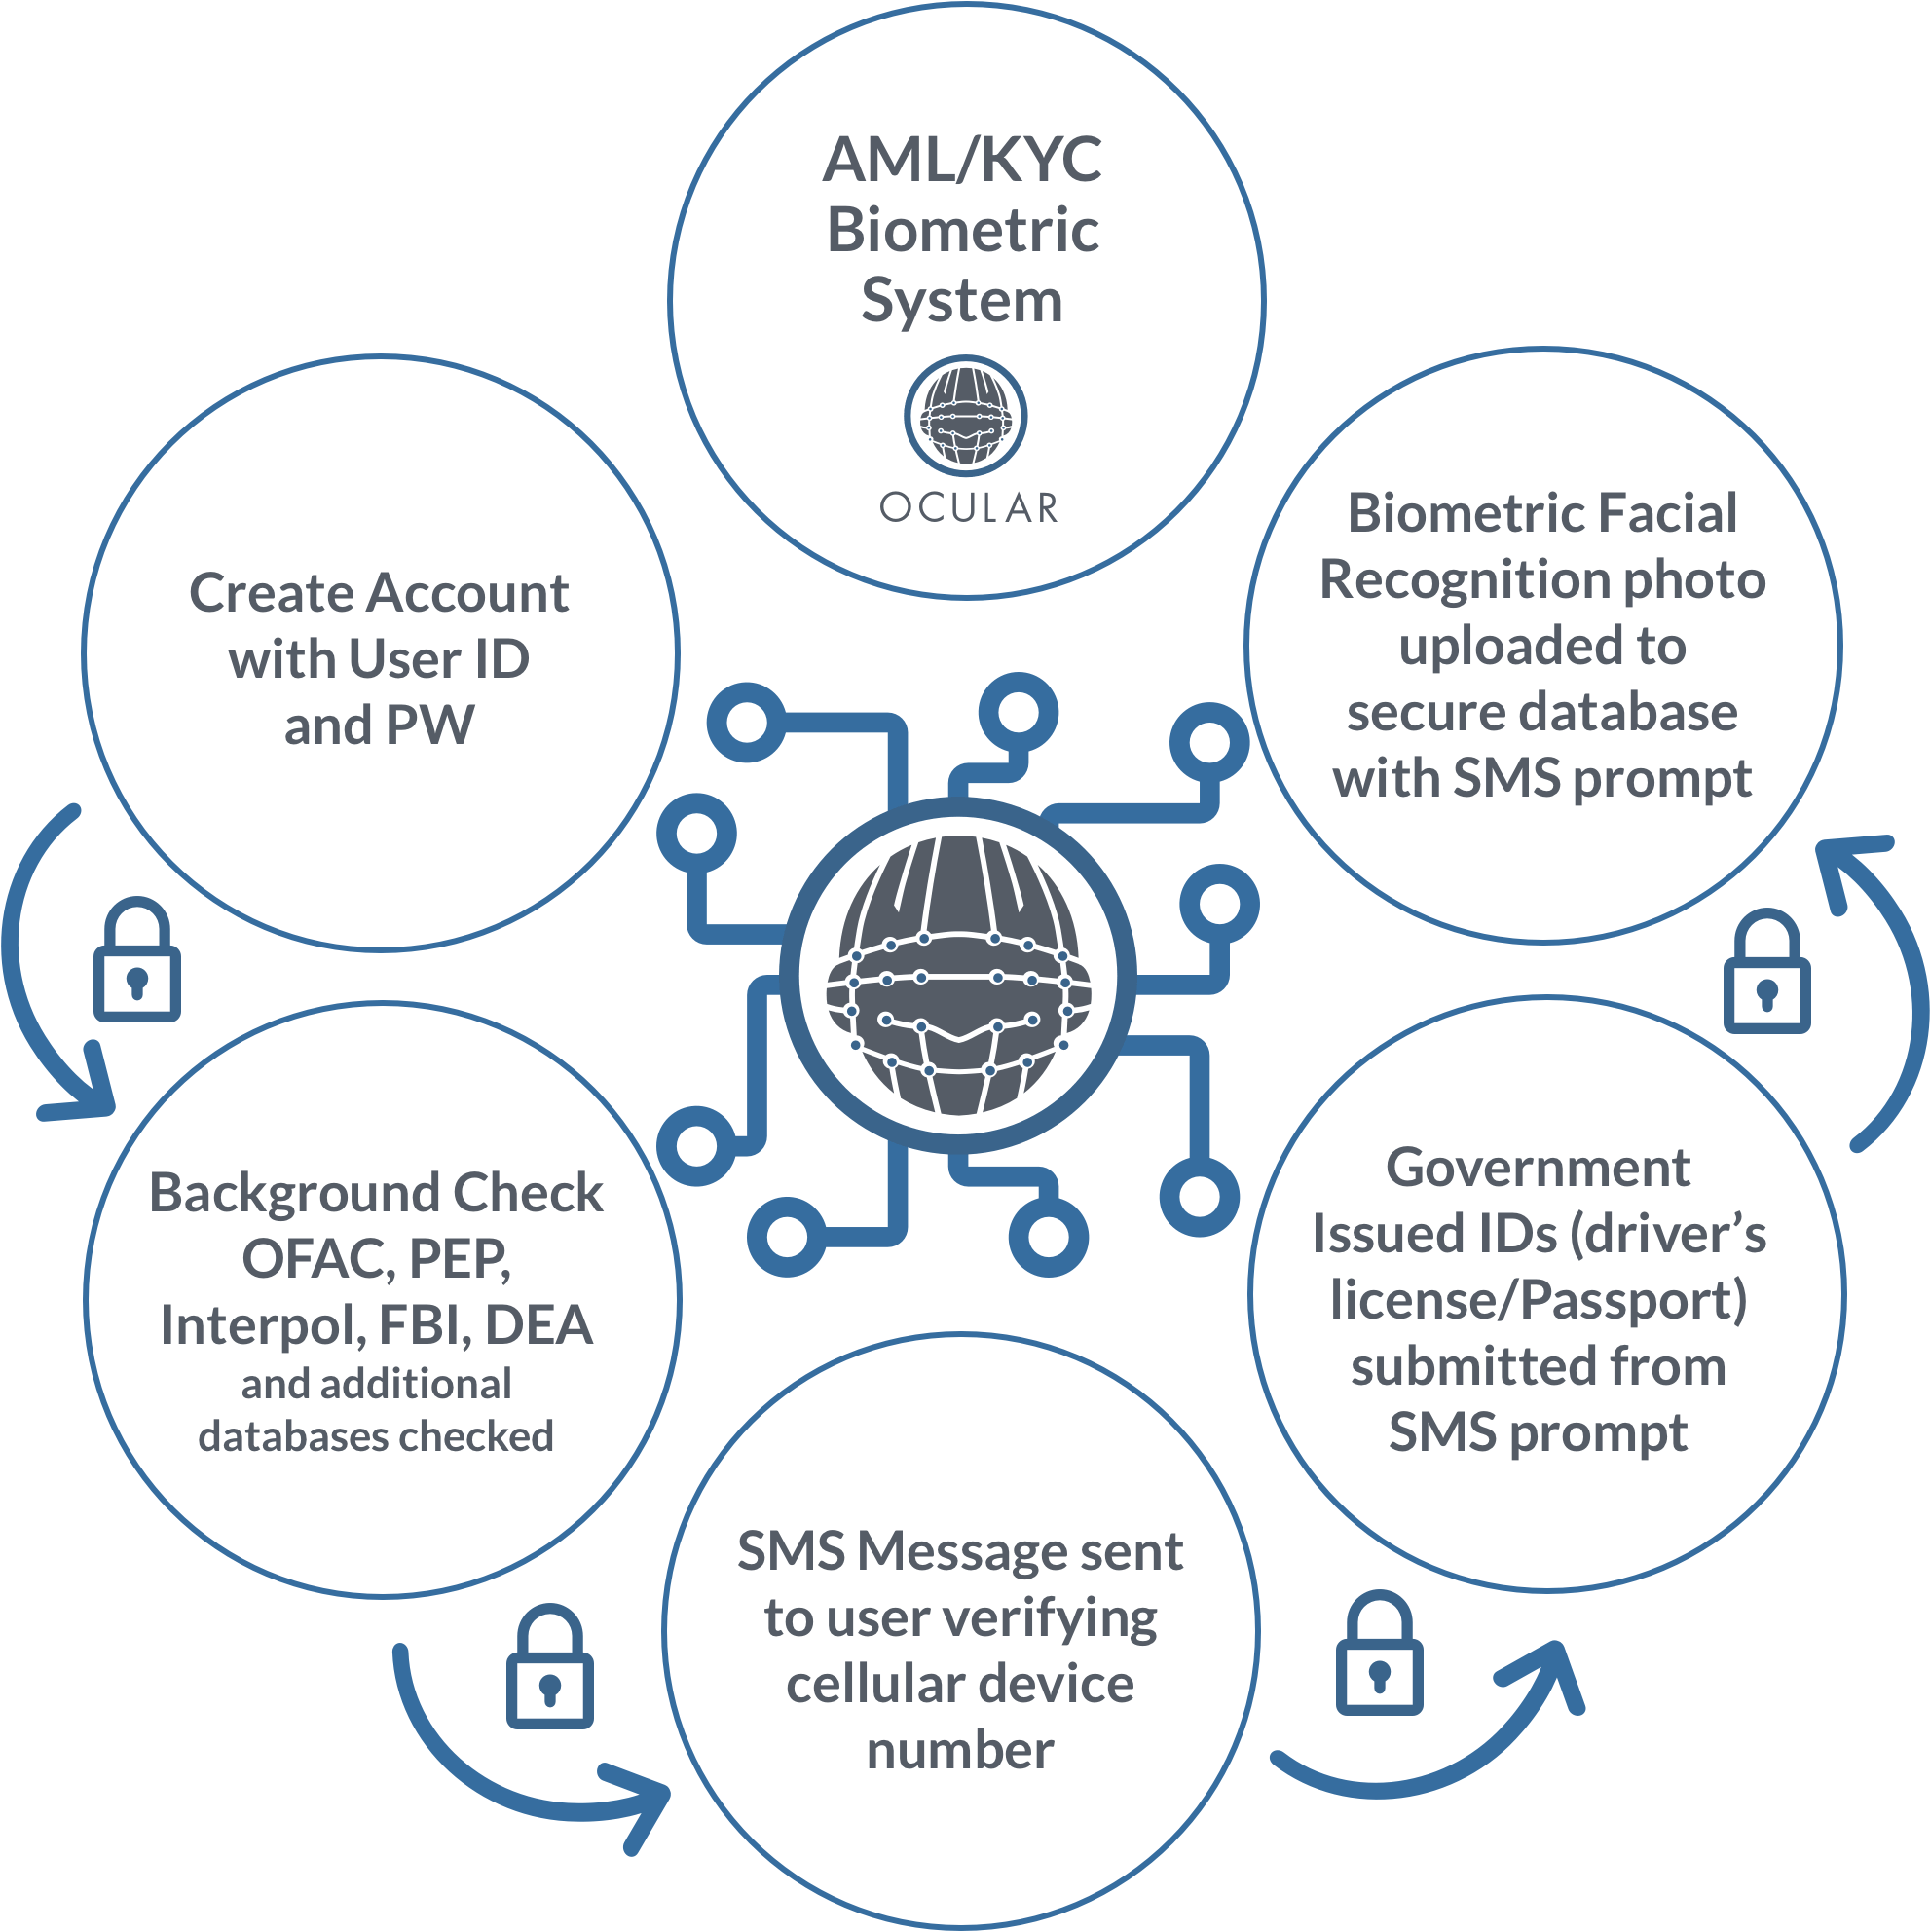 AML/KYC
Biometric
System
OCULAR
Create Account
with User ID
and PW
Background Check
OFAC, PEP,
Interpol, FBI, DEA
and additional
databases checked
SMS Message sent
to user verifying
cellular device
number
Government
Issued IDs (driver’s
license/Passport)
submitted from
SMS prompt
Biometric Facial
Recognition photo
uploaded to
secure database
with SMS prompt